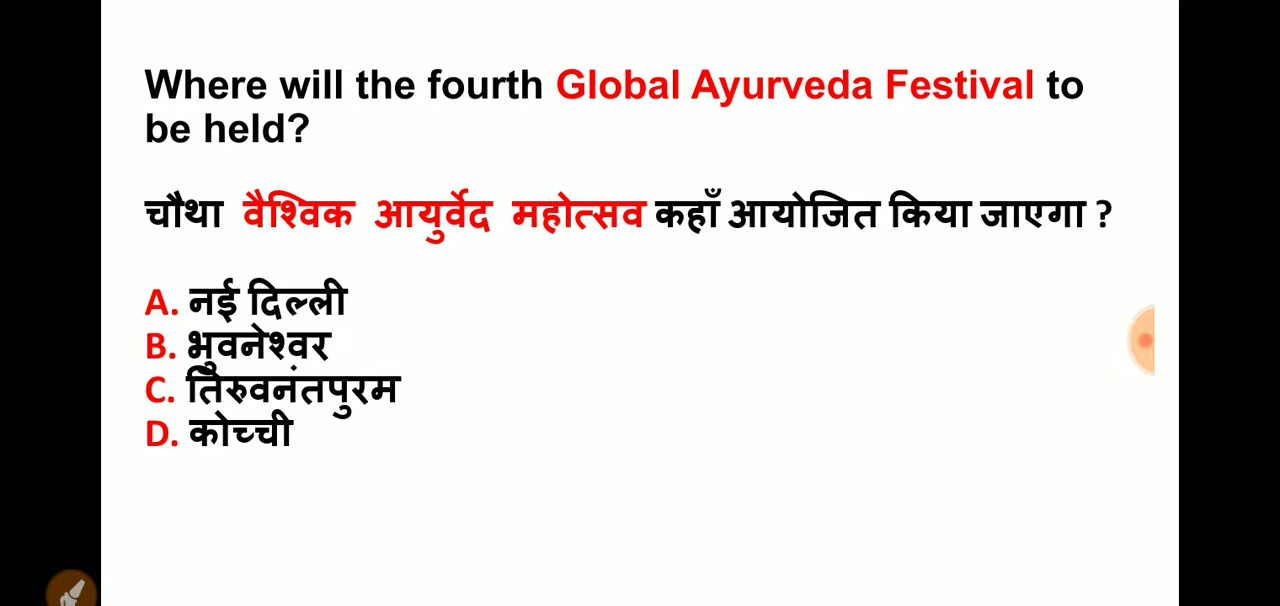 Where will the fourth Global Ayurveda Festival to
be held?
चौथा वैश्विक आयुर्वेद महोत्सव कहाँ आयोजित किया जाएगा ?
A. नई दिल्ली
B. भुवनेश्वर
C. तिरुवनंतपुरम
D. कोच्ची